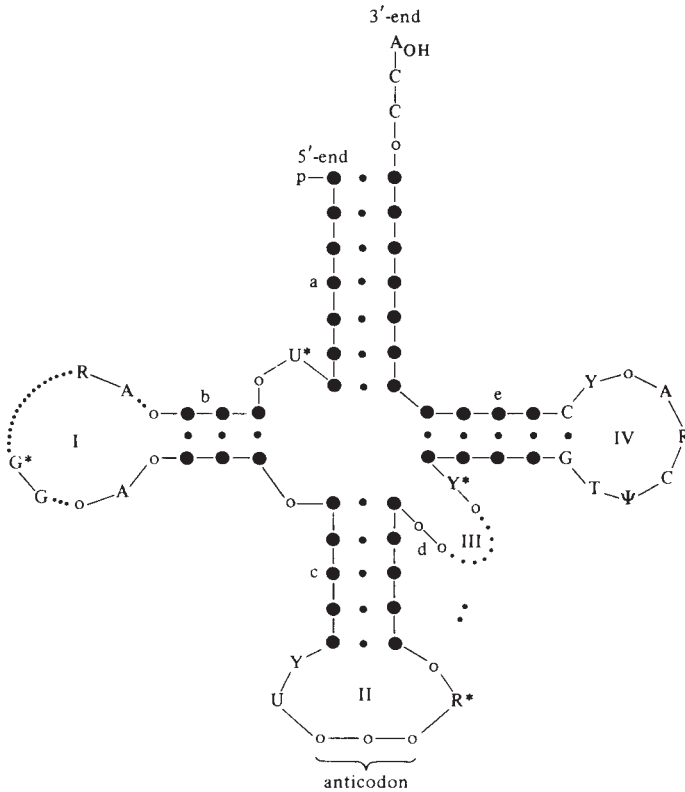 3′-end
A OH
C
C
o
5′-end
p
a
U*
o
R
A
o
b
e
C
Y
o
A
I
IV
R
G*
G
o
A
o
o
G
T
Ψ
C
Y*
o
o
o
d
III
c
Y
II
o
U
R*
o o o
anticodon